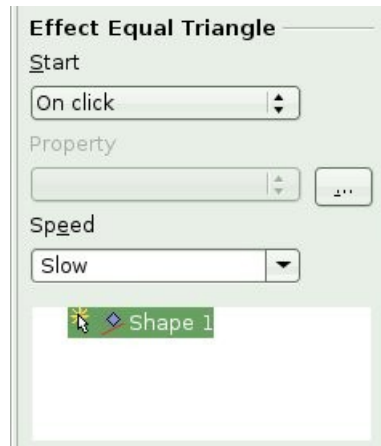 Effect Equal Triangle
Start
On click
Property
...
Speed
Slow
Shape 1